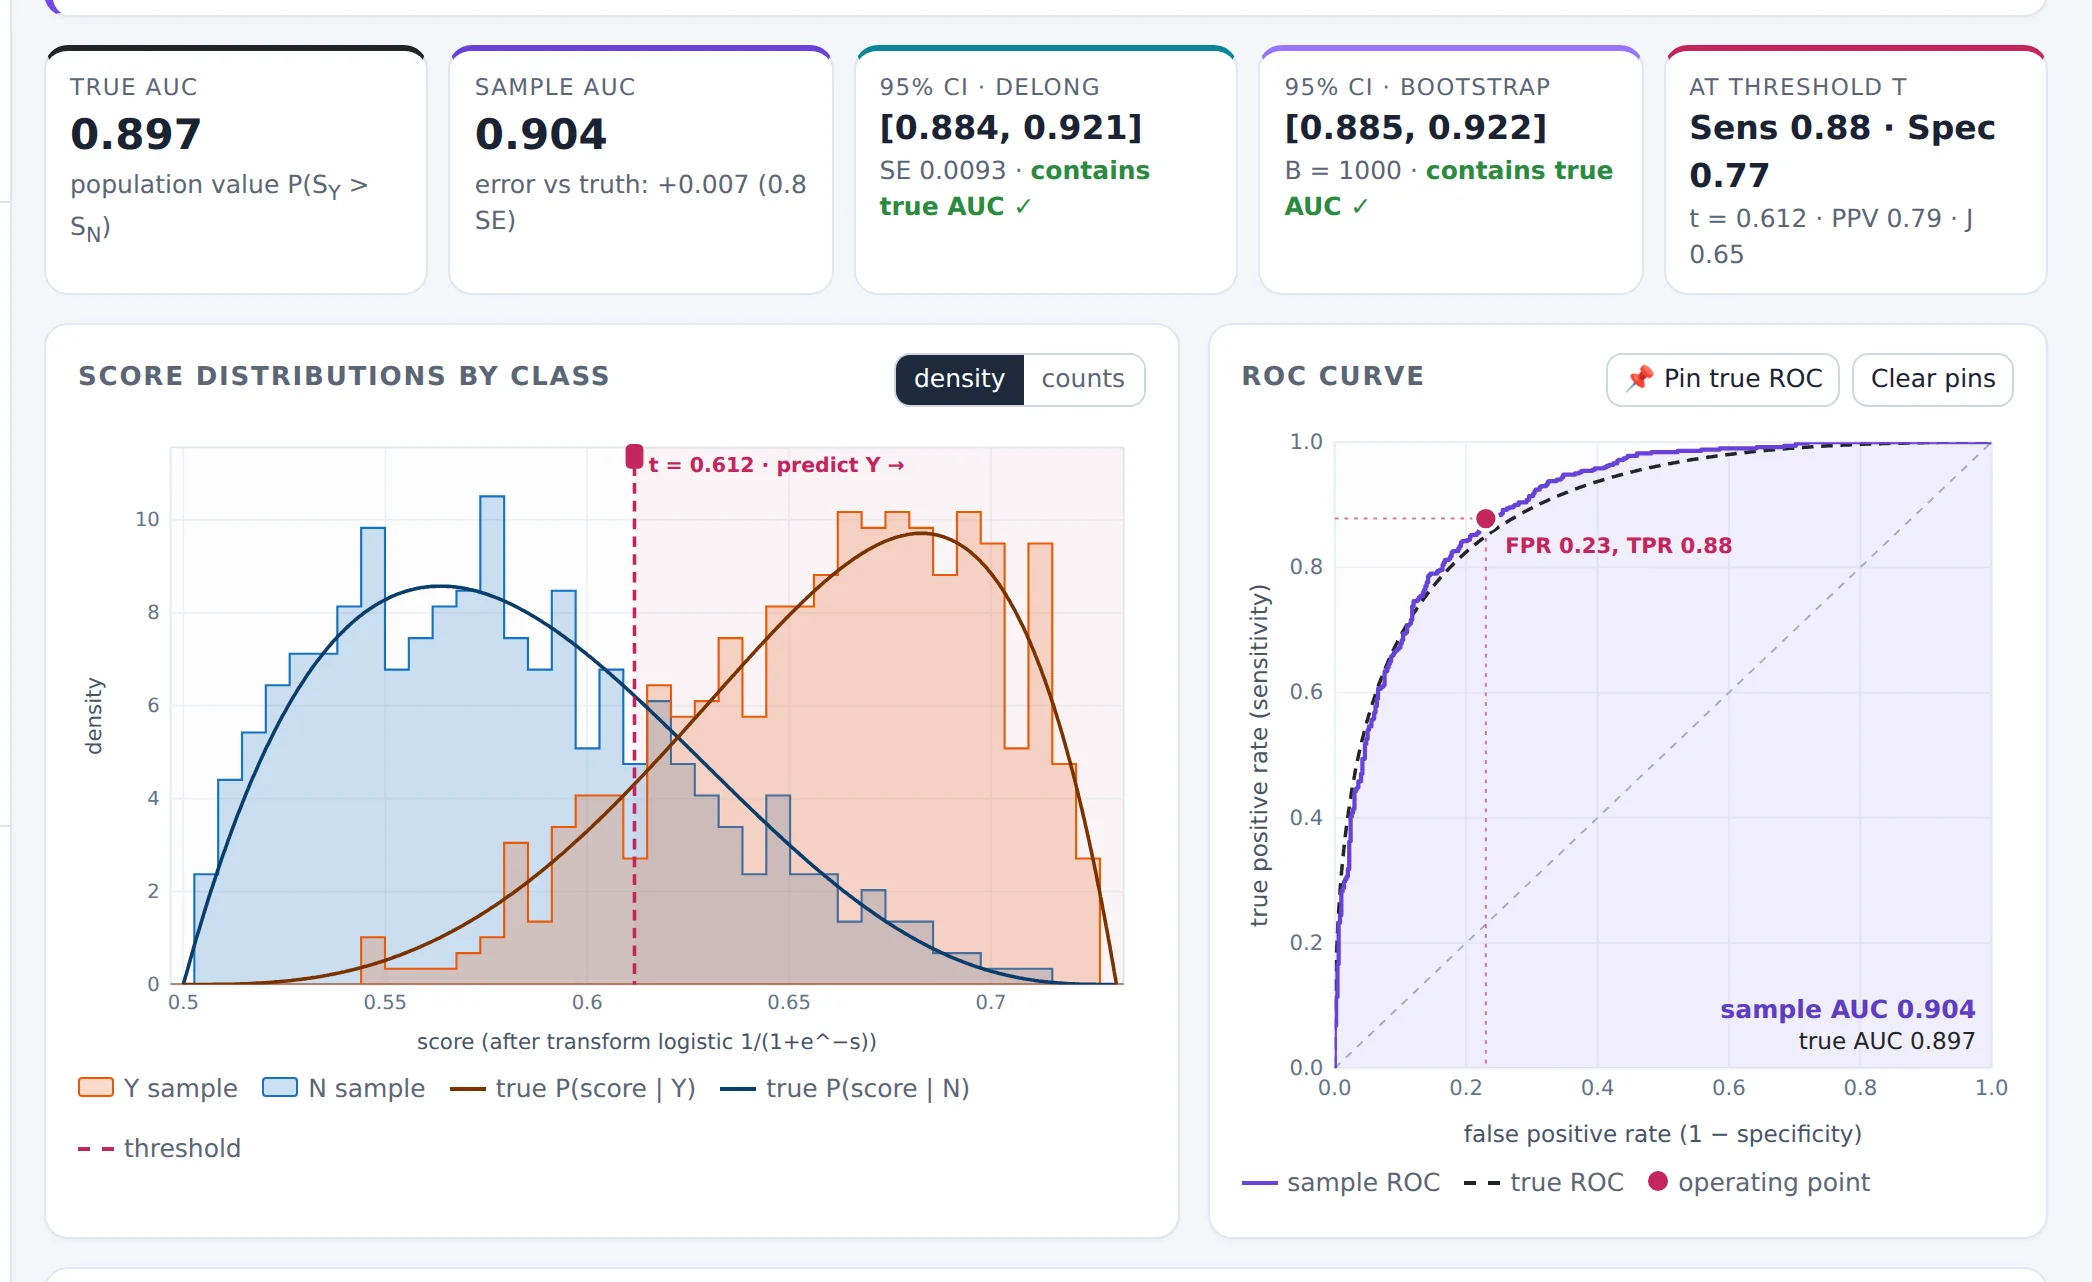 TRUE AUC
0.897
population value P(S_Y >
S_N)
SAMPLE AUC
0.904
error vs truth: +0.007 (0.8
SE)
95% CI · DELONG
[0.884, 0.921]
SE 0.0093 · contains
true AUC ✓
95% CI · BOOTSTRAP
[0.885, 0.922]
B = 1000 · contains true
AUC ✓
AT THRESHOLD T
Sens 0.88 · Spec
0.77
t = 0.612 · PPV 0.79 · J
0.65
SCORE DISTRIBUTIONS BY CLASS
density counts
t = 0.612 · predict Y →
10
8
6
4
2
0
density
0.5 0.55 0.6 0.65 0.7
score (after transform logistic 1/(1+e^−s))
Y sample N sample true P(score | Y) true P(score | N)
threshold
ROC CURVE
📌 Pin true ROC Clear pins
1.0
0.8
0.6
0.4
0.2
0.0
true positive rate (sensitivity)
FPR 0.23, TPR 0.88
sample AUC 0.904
true AUC 0.897
0.0 0.2 0.4 0.6 0.8 1.0
false positive rate (1 − specificity)
sample ROC true ROC operating point